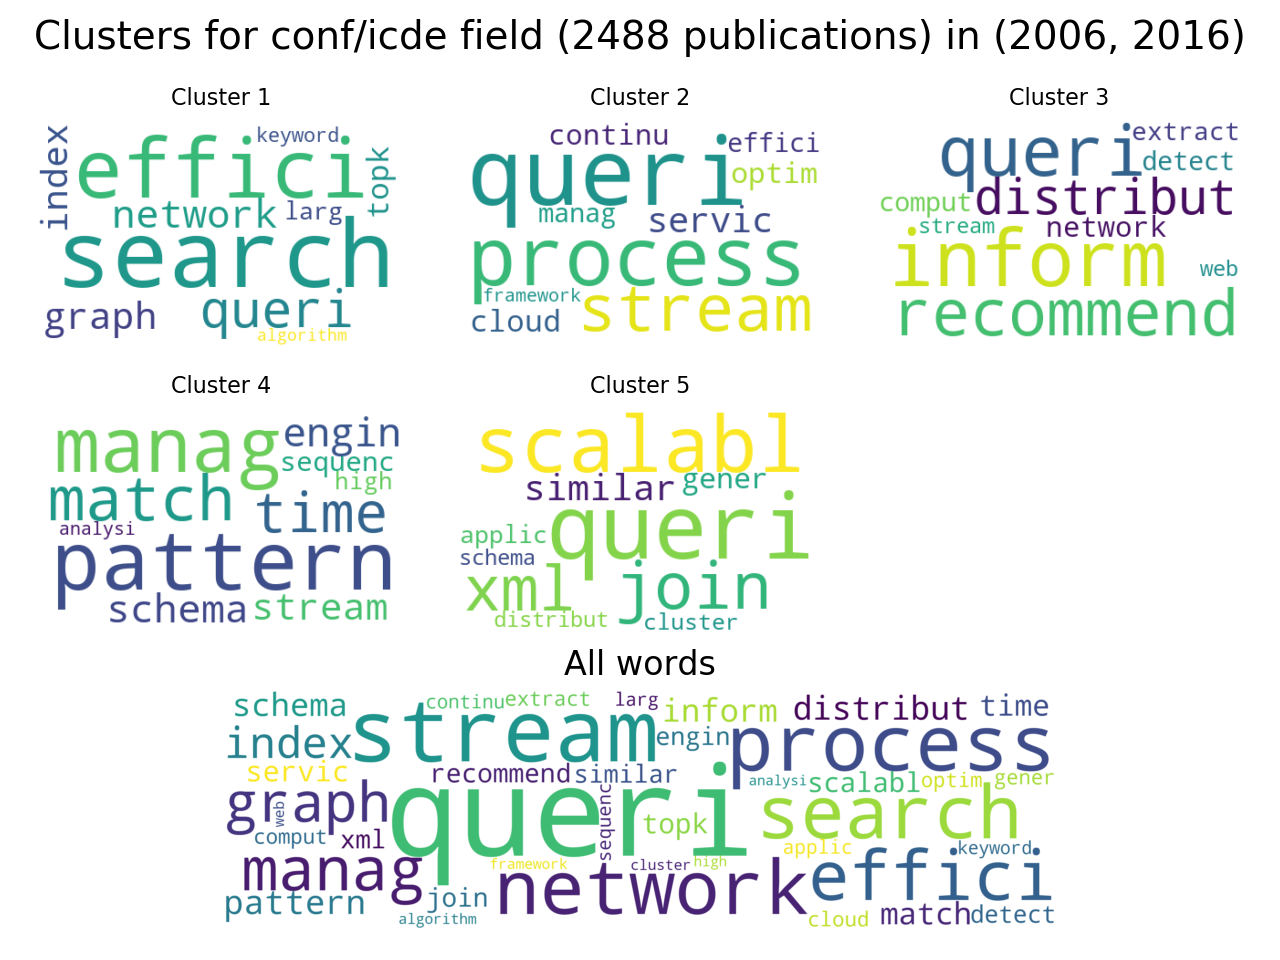 Clusters for conf/icde field (2488 publications) in (2006, 2016)
Cluster 1
index
effici
keyword
topk
network
larg
search
graph
queri
algorithm
Cluster 2
continu
effici
queri
optim
manag
servic
process
framework
stream
cloud
Cluster 3
queri
extract
detect
comput
distribut
stream
network
inform
web
recommend
Cluster 4
manag
engin
sequenc
high
match
time
analysi
pattern
schema
stream
Cluster 5
scalabl
similar
gener
queri
applic
schema
xml
join
distribut
cluster
All words
schema
continu
extract
larg
inform
distribut
time
index
stream
engin
process
servic
recommend
similar
analysi
scalabl
optim
gener
graph
web
queri
sequenc
topk
search
comput
xml
applic
keyword
manag
framework
cluster
high
network
effici
pattern
join
algorithm
cloud
match
detect